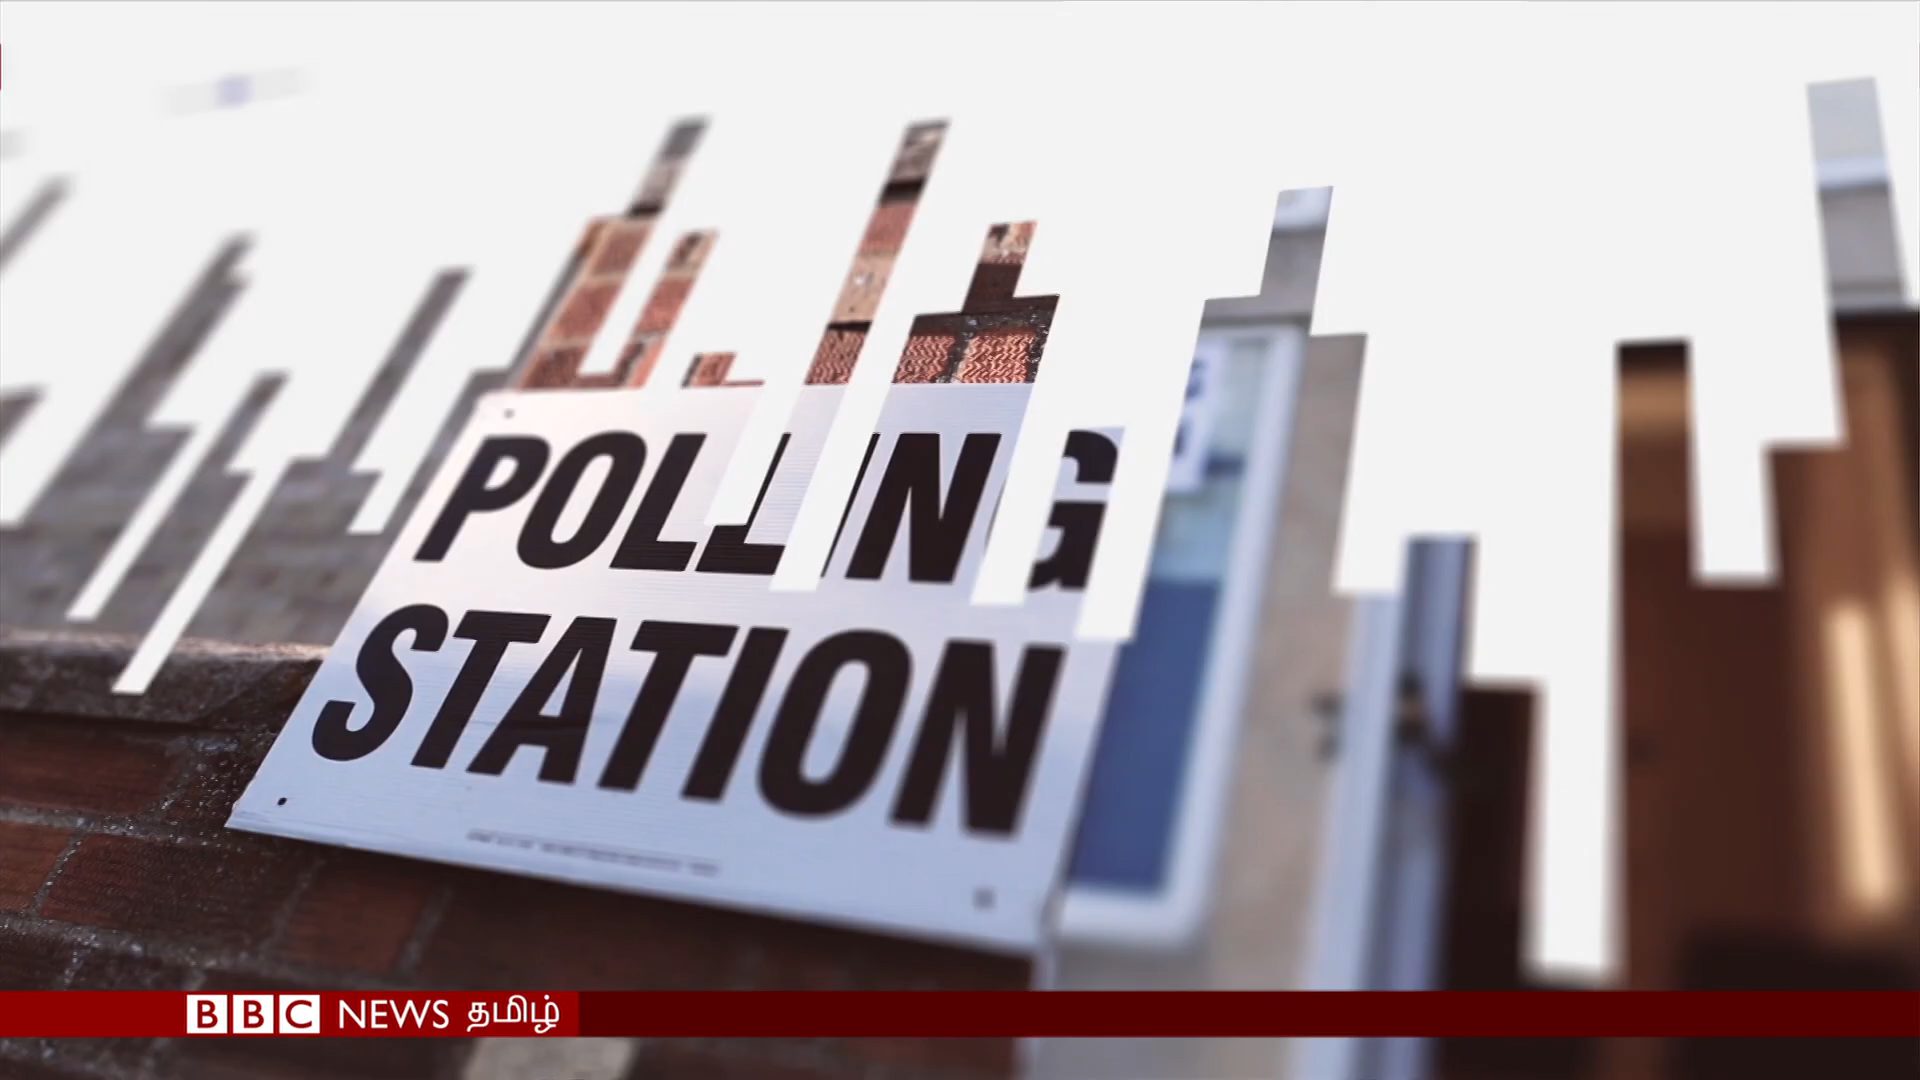 POLLING
STATION
BBC NEWS தமிழ்